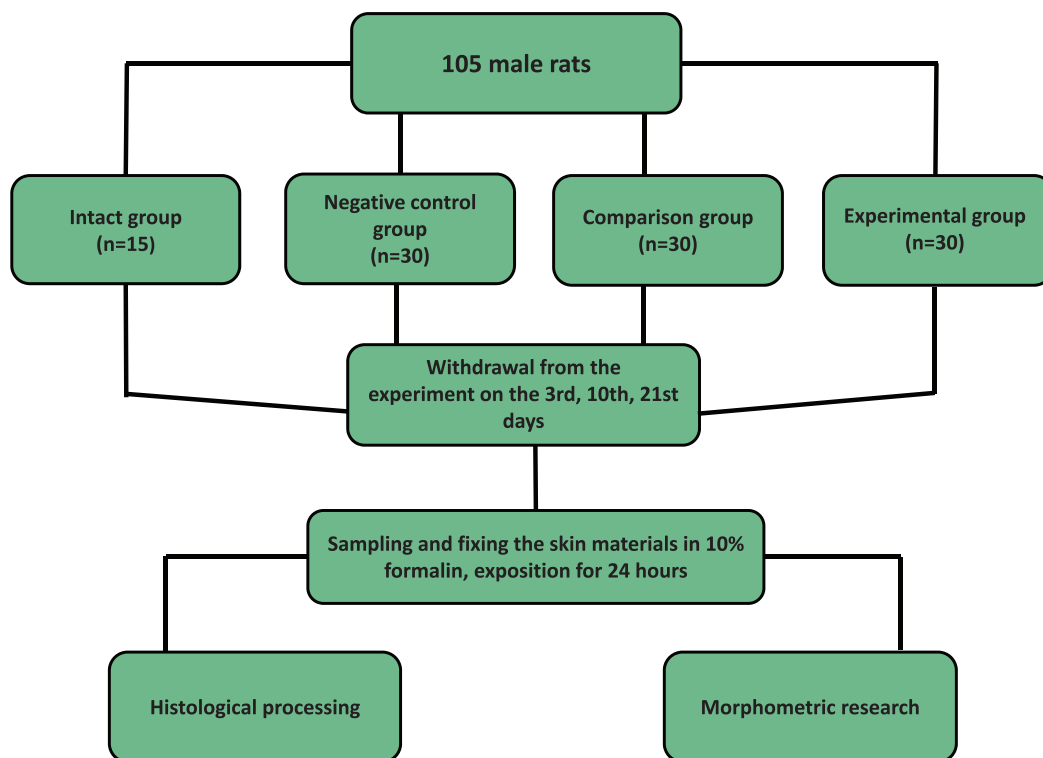 105 male rats
Intact group
(n=15)
Negative control
group
(n=30)
Comparison group
(n=30)
Experimental group
(n=30)
Withdrawal from the
experiment on the 3rd, 10th, 21st
days
Sampling and fixing the skin materials in 10%
formalin, exposition for 24 hours
Histological processing
Morphometric research